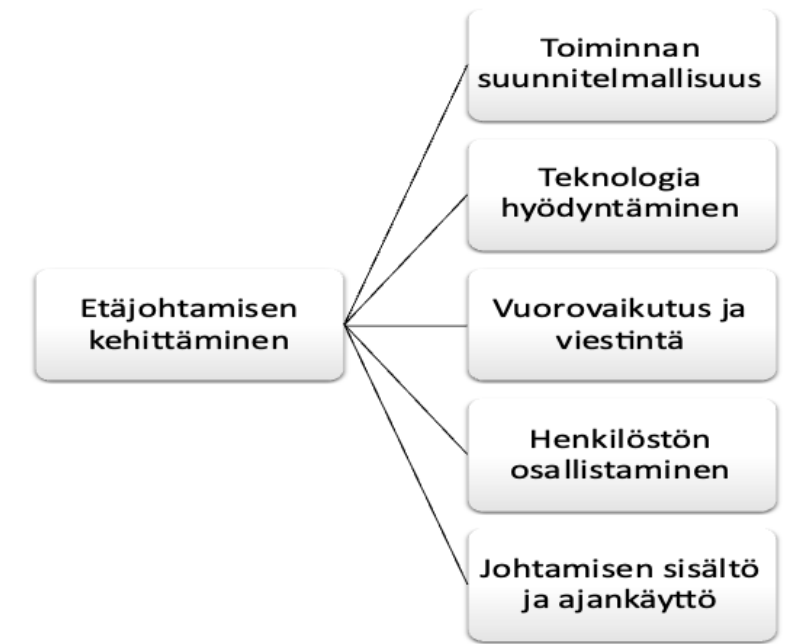 Toiminnan
suunnitelmallisuus
Teknologia
hyödyntäminen
Etäjohtamisen
kehittäminen
Vuorovaikutus ja
viestintä
Henkilöstön
osallistaminen
Johtamisen sisältö
ja ajankäyttö